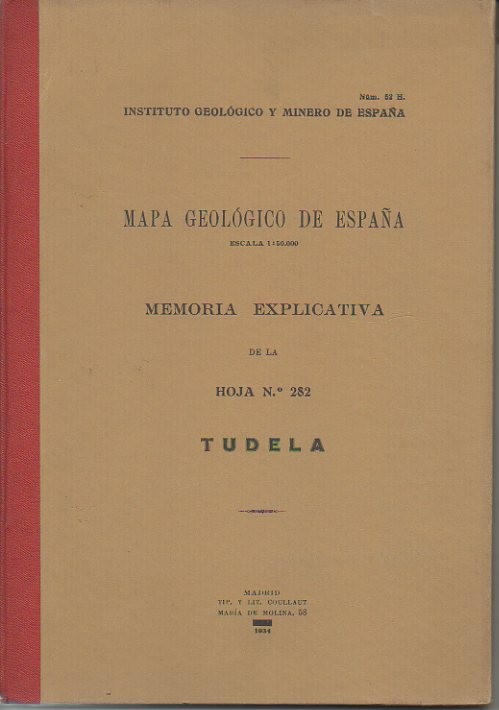 Núm. 52 H.
INSTITUTO GEOLÓGICO Y MINERO DE ESPAÑA
MAPA GEOLÓGICO DE ESPAÑA
ESCALA 1:50.000
MEMORIA EXPLICATIVA
DE LA
HOJA N.º 282
TUDELA
MADRID
TIP. Y LIT. COULLAUT
MARÍA DE MOLINA, 58
1934